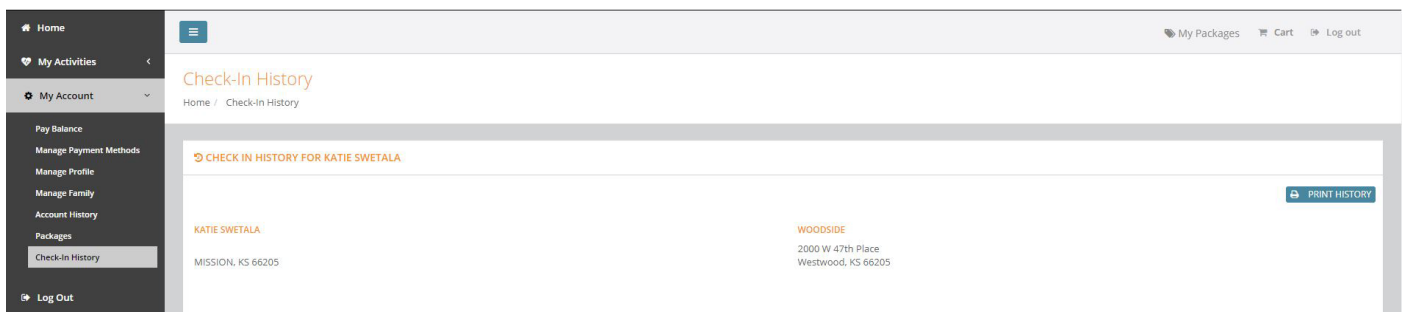 Home
My Activities
My Account
Pay Balance
Manage Payment Methods
Manage Profile
Manage Family
Account History
Packages
Check-In History
Log Out
My Packages Cart Log out
Check-In History
Home / Check-In History
CHECK IN HISTORY FOR KATIE SWETALA
PRINT HISTORY
KATIE SWETALA
MISSION, KS 66205
WOODSIDE
2000 W 47th Place
Westwood, KS 66205